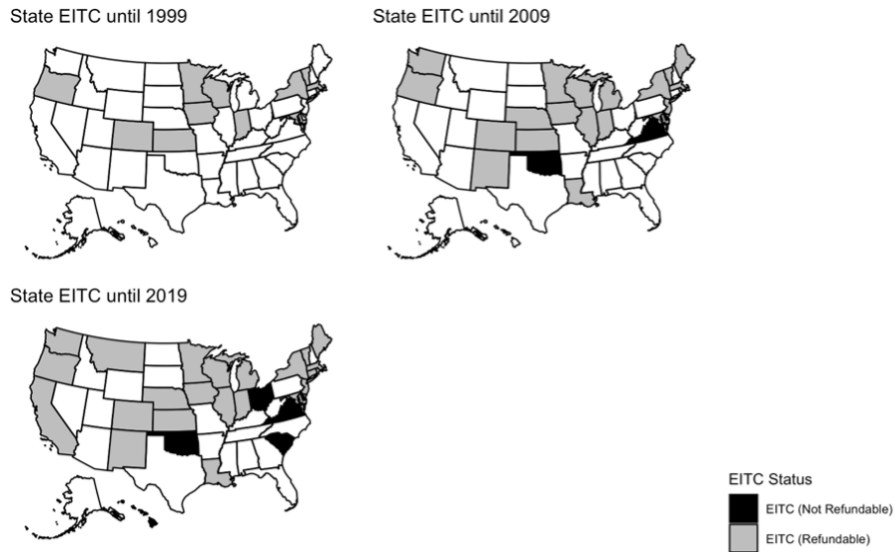 State EITC until 1999
State EITC until 2009
State EITC until 2019
EITC Status
EITC (Not Refundable)
EITC (Refundable)